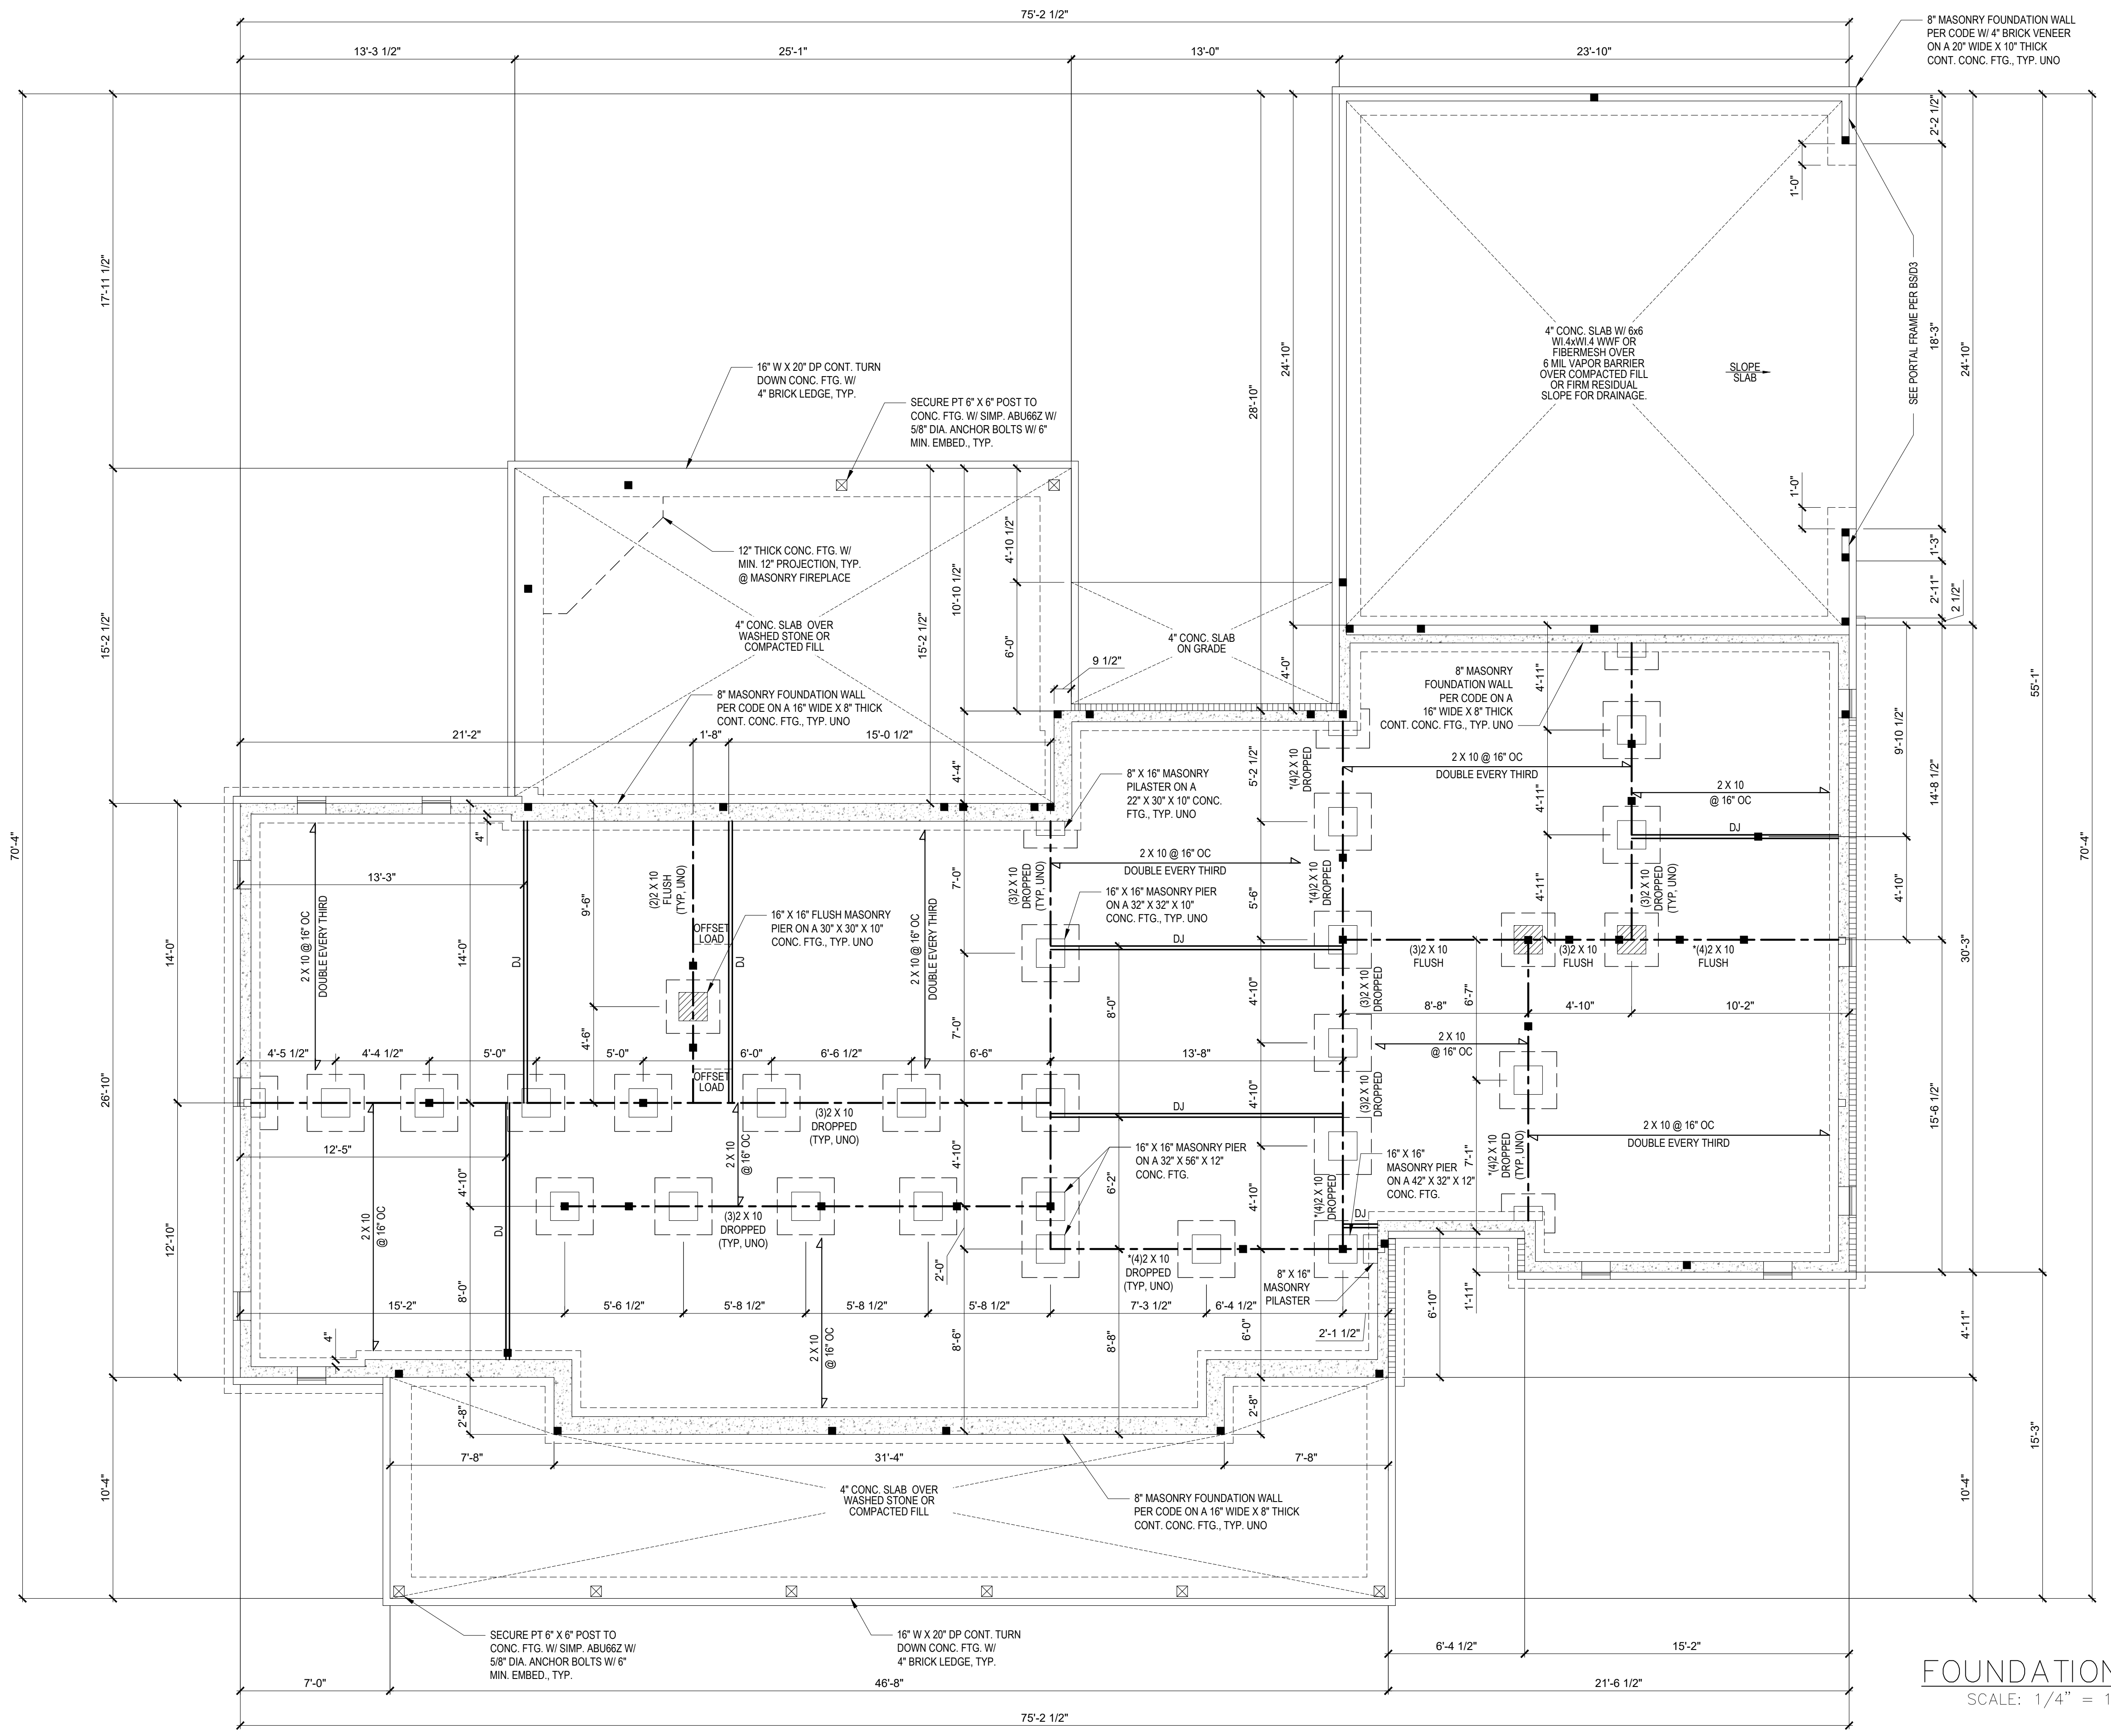 75'-2 1/2"
13'-3 1/2"
25'-1"
13'-0"
23'-10"
8" MASONRY FOUNDATION WALL
PER CODE W/ 4" BRICK VENEER
ON A 20" WIDE X 10" THICK
CONT. CONC. FTG., TYP. UNO
70'-4"
17'-11 1/2"
15'-2 1/2"
26'-10"
10'-4"
14'-0"
12'-10"
28'-10"
24'-10"
2'-2 1/2"
1'-0"
18'-3"
24'-10"
SEE PORTAL FRAME PER BS/D3
4" CONC. SLAB W/ 6x6
WI.4xWI.4 WWF OR
FIBERMESH OVER
6 MIL VAPOR BARRIER
OVER COMPACTED FILL
OR FIRM RESIDUAL
SLOPE FOR DRAINAGE.
SLOPE
SLAB
1'-0"
1'-3"
2'-11"
2 1/2"
55'-1"
70'-4"
16" W X 20" DP CONT. TURN
DOWN CONC. FTG. W/
4" BRICK LEDGE, TYP.
SECURE PT 6" X 6" POST TO
CONC. FTG. W/ SIMP. ABU66Z W/
5/8" DIA. ANCHOR BOLTS W/ 6"
MIN. EMBED., TYP.
12" THICK CONC. FTG. W/
MIN. 12" PROJECTION, TYP.
@ MASONRY FIREPLACE
4" CONC. SLAB OVER
WASHED STONE OR
COMPACTED FILL
15'-2 1/2"
10'-10 1/2"
4'-10 1/2"
6'-0"
9 1/2"
4" CONC. SLAB
ON GRADE
4'-0"
8" MASONRY FOUNDATION WALL
PER CODE ON A 16" WIDE X 8" THICK
CONT. CONC. FTG., TYP. UNO
8" MASONRY
FOUNDATION WALL
PER CODE ON A
16" WIDE X 8" THICK
CONT. CONC. FTG., TYP. UNO
4'-11"
21'-2"
1'-8"
15'-0 1/2"
4'-4"
8" X 16" MASONRY
PILASTER ON A
22" X 30" X 10" CONC.
FTG., TYP. UNO
5'-2 1/2"
*(4)2 X 10
DROPPED
2 X 10 @ 16" OC
DOUBLE EVERY THIRD
2 X 10
@ 16" OC
DJ
4'-11"
9'-10 1/2"
14'-8 1/2"
4"
13'-3"
2 X 10 @ 16" OC
DOUBLE EVERY THIRD
14'-0"
DJ
9'-6"
(2)2 X 10
FLUSH
(TYP, UNO)
OFFSET
LOAD
DJ
16" X 16" FLUSH MASONRY
PIER ON A 30" X 30" X 10"
CONC. FTG., TYP. UNO
2 X 10 @ 16" OC
DOUBLE EVERY THIRD
7'-0"
(3)2 X 10
DROPPED
(TYP, UNO)
2 X 10 @ 16" OC
DOUBLE EVERY THIRD
16" X 16" MASONRY PIER
ON A 32" X 32" X 10"
CONC. FTG., TYP. UNO
DJ
5'-6"
*(4)2 X 10
DROPPED
4'-11"
(3)2 X 10
DROPPED
(TYP, UNO)
4'-10"
(3)2 X 10
FLUSH
(3)2 X 10
FLUSH
*(4)2 X 10
FLUSH
30'-3"
8'-8"
6'-7"
4'-10"
10'-2"
4'-6"
OFFSET
LOAD
7'-0"
8'-0"
4'-10"
(3)2 X 10
DROPPED
2 X 10
@ 16" OC
4'-5 1/2"
4'-4 1/2"
5'-0"
5'-0"
6'-0"
6'-6 1/2"
6'-6"
13'-8"
DJ
4'-10"
(3)2 X 10
DROPPED
(3)2 X 10
DROPPED
(TYP, UNO)
12'-5"
2 X 10
@ 16" OC
DJ
4'-10"
2 X 10
@ 16" OC
4'-10"
16" X 16" MASONRY PIER
ON A 32" X 56" X 12"
CONC. FTG.
6'-2"
4'-10"
*(4)2 X 10
DROPPED
DJ
16" X 16"
MASONRY PIER
ON A 42" X 32" X 12"
CONC. FTG.
7'-1"
*(4)2 X 10
DROPPED
(TYP, UNO)
2 X 10 @ 16" OC
DOUBLE EVERY THIRD
15'-6 1/2"
(3)2 X 10
DROPPED
(TYP, UNO)
2'-0"
*(4)2 X 10
DROPPED
(TYP, UNO)
8" X 16"
MASONRY
PILASTER
15'-2"
5'-6 1/2"
5'-8 1/2"
5'-8 1/2"
5'-8 1/2"
7'-3 1/2"
6'-4 1/2"
2'-1 1/2"
6'-10"
1'-11"
4'-11"
4"
8'-0"
2 X 10
@ 16" OC
8'-6"
8'-8"
6'-0"
2'-8"
2'-8"
7'-8"
31'-4"
7'-8"
15'-3"
10'-4"
4" CONC. SLAB OVER
WASHED STONE OR
COMPACTED FILL
8" MASONRY FOUNDATION WALL
PER CODE ON A 16" WIDE X 8" THICK
CONT. CONC. FTG., TYP. UNO
SECURE PT 6" X 6" POST TO
CONC. FTG. W/ SIMP. ABU66Z W/
5/8" DIA. ANCHOR BOLTS W/ 6"
MIN. EMBED., TYP.
16" W X 20" DP CONT. TURN
DOWN CONC. FTG. W/
4" BRICK LEDGE, TYP.
6'-4 1/2"
15'-2"
7'-0"
46'-8"
21'-6 1/2"
75'-2 1/2"
FOUNDATION
SCALE: 1/4" = 1